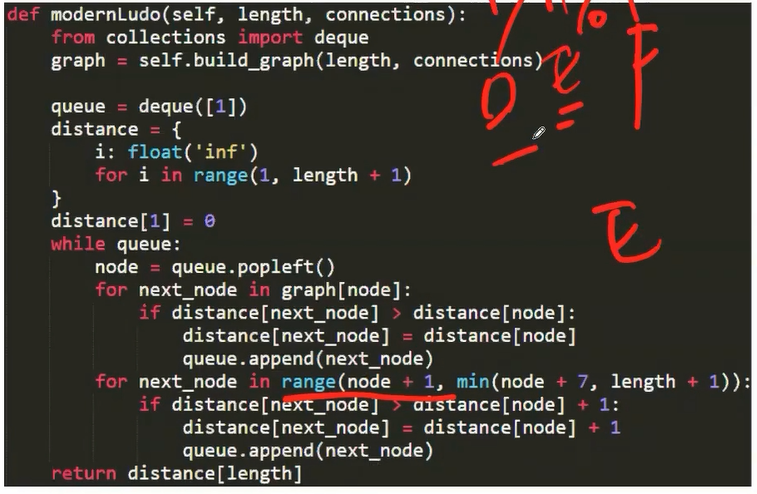 def modernLudo(self, length, connections):
    from collections import deque
    graph = self.build_graph(length, connections)
    queue = deque([1])
    distance = {
        i: float('inf')
        for i in range(1, length + 1)
    }
    distance[1] = 0
    while queue:
        node = queue.popleft()
        for next_node in graph[node]:
            if distance[next_node] > distance[node]:
                distance[next_node] = distance[node]
                queue.append(next_node)
        for next_node in range(node + 1, min(node + 7, length + 1)):
            if distance[next_node] > distance[node] + 1:
                distance[next_node] = distance[node] + 1
                queue.append(next_node)
    return distance[length]
D E F
E